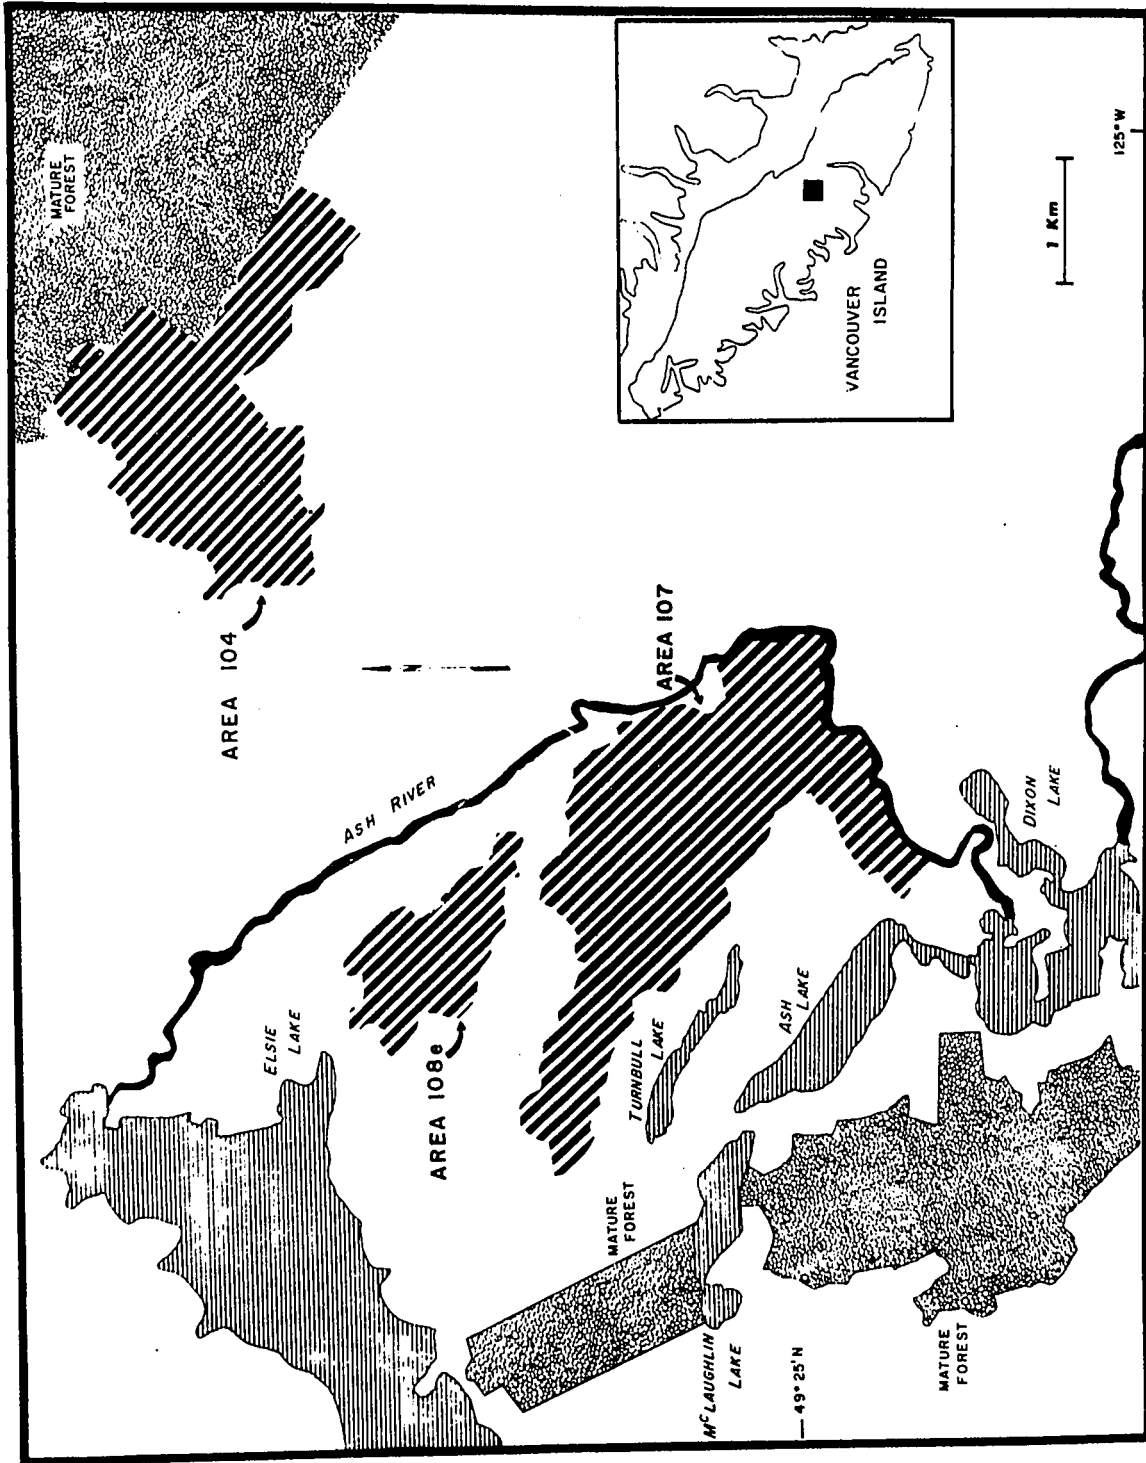 MATURE
FOREST
AREA 104
N
ASH RIVER
ELSIE
LAKE
AREA 108e
AREA 107
TURNBULL
LAKE
ASH
LAKE
DIXON
LAKE
MATURE
FOREST
McLAUGHLIN
LAKE
MATURE
FOREST
49° 25'N
VANCOUVER
ISLAND
1 Km
125°W